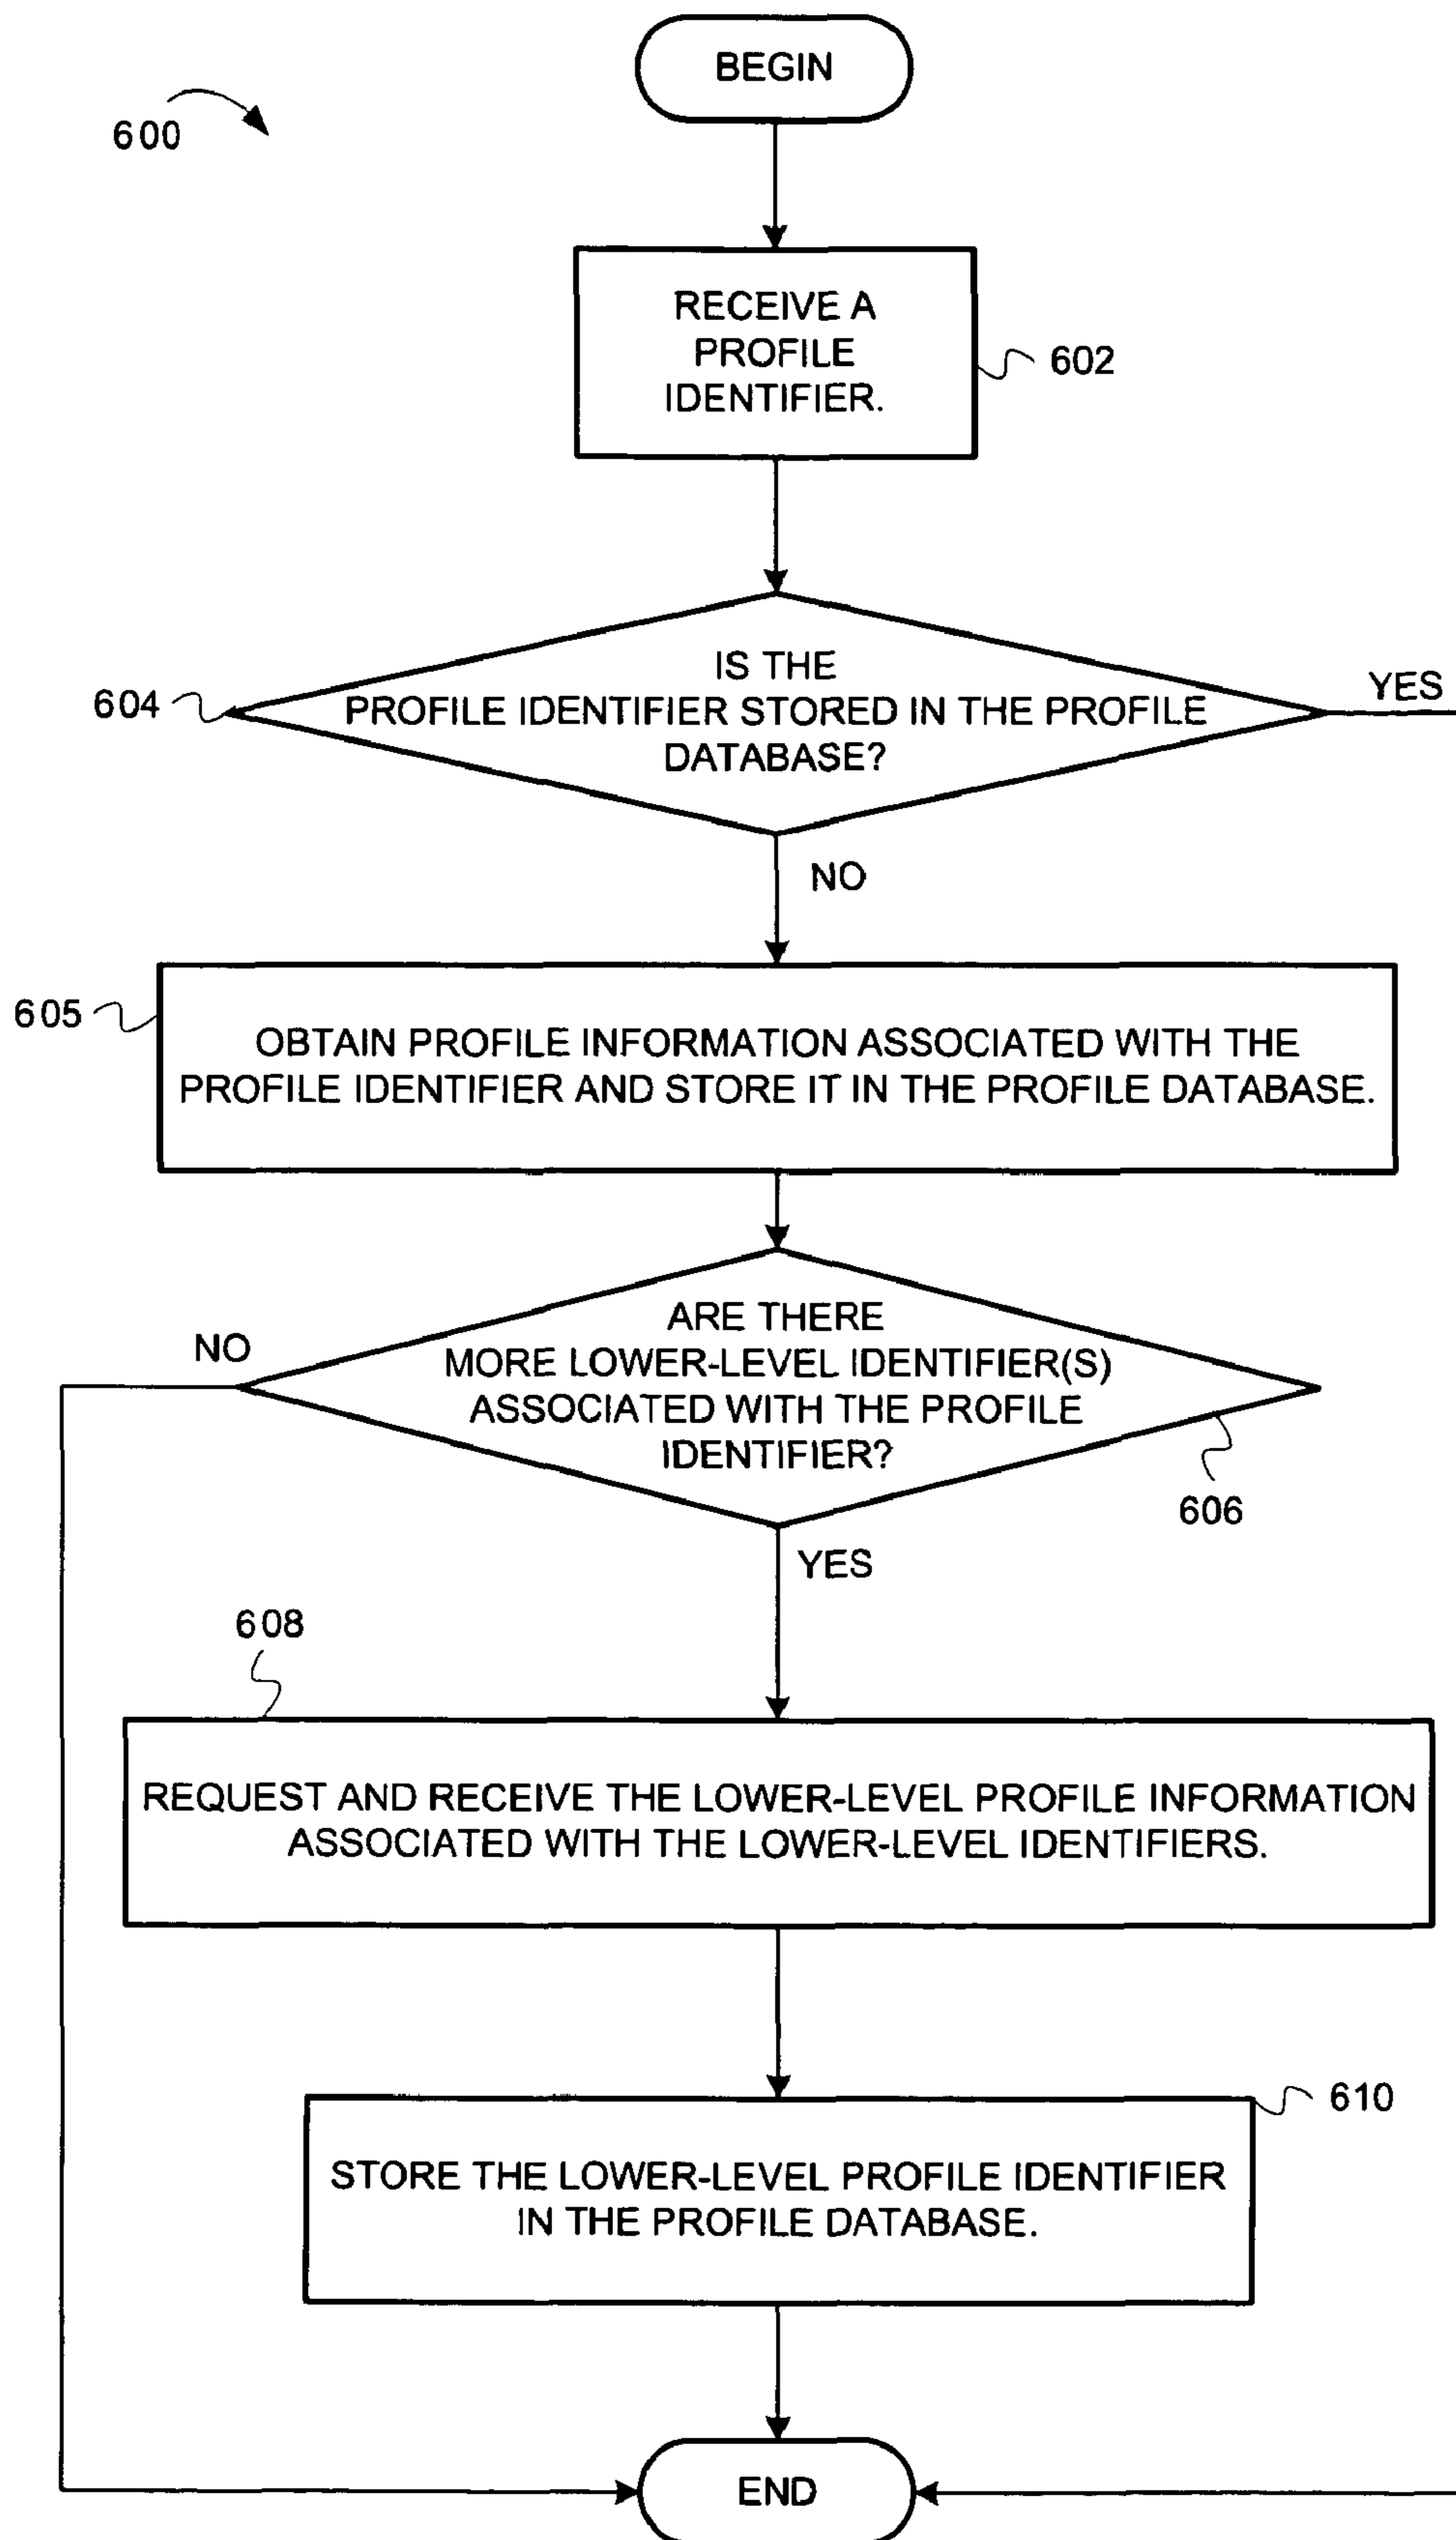 BEGIN
600
RECEIVE A
PROFILE
IDENTIFIER.
602
IS THE
PROFILE IDENTIFIER STORED IN THE PROFILE
DATABASE?
604
YES
NO
605
OBTAIN PROFILE INFORMATION ASSOCIATED WITH THE
PROFILE IDENTIFIER AND STORE IT IN THE PROFILE DATABASE.
ARE THERE
MORE LOWER-LEVEL IDENTIFIER(S)
ASSOCIATED WITH THE PROFILE
IDENTIFIER?
NO
606
YES
608
REQUEST AND RECEIVE THE LOWER-LEVEL PROFILE INFORMATION
ASSOCIATED WITH THE LOWER-LEVEL IDENTIFIERS.
610
STORE THE LOWER-LEVEL PROFILE IDENTIFIER
IN THE PROFILE DATABASE.
END